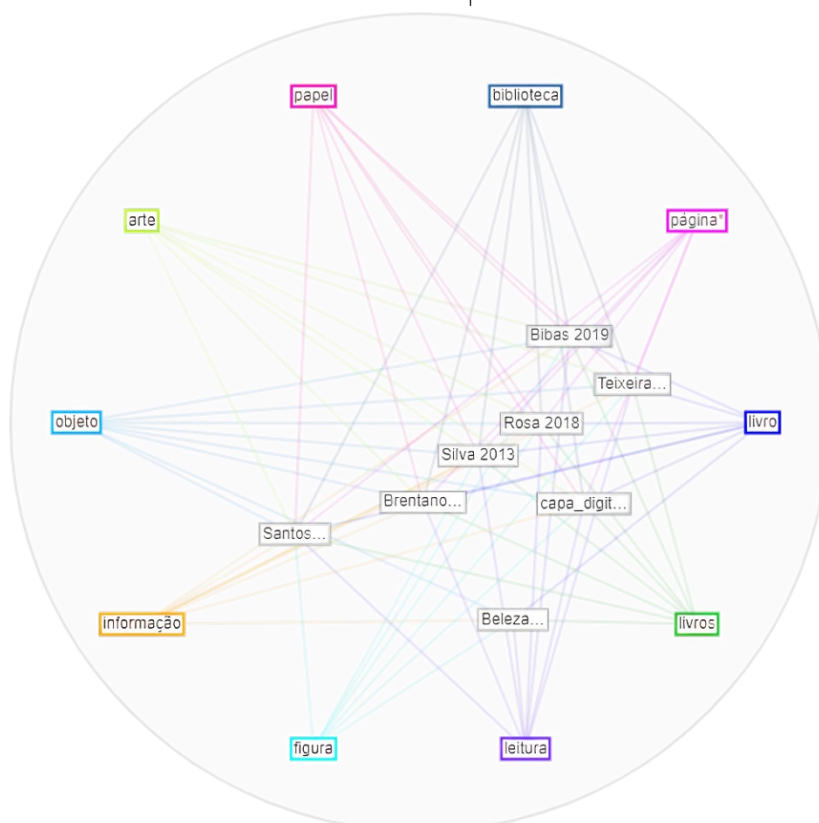 papel
biblioteca
arte
página*
Bibas 2019
Teixeira...
objeto
Rosa 2018
livro
Silva 2013
Brentano...
capa_digit...
Santos...
informação
Beleza...
livros
figura
leitura